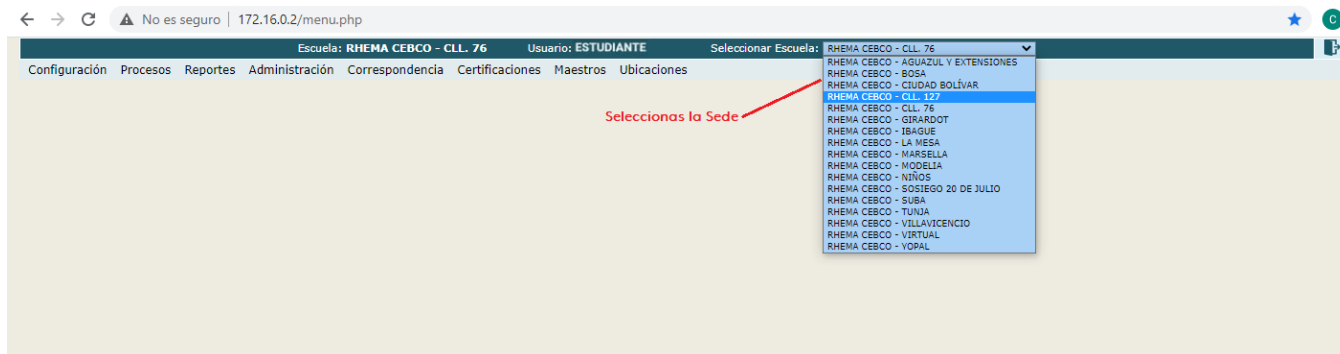 No es seguro | 172.16.0.2/menu.php
Escuela: RHEMA CEBCO - CLL. 76 Usuario: ESTUDIANTE Seleccionar Escuela: RHEMA CEBCO - CLL. 76
Configuración Procesos Reportes Administración Correspondencia Certificaciones Maestros Ubicaciones
RHEMA CEBCO - AGUAZUL Y EXTENSIONES
RHEMA CEBCO - BOSA
RHEMA CEBCO - CIUDAD BOLÍVAR
RHEMA CEBCO - CLL. 127
RHEMA CEBCO - CLL. 76
RHEMA CEBCO - GIRARDOT
RHEMA CEBCO - IBAGUE
RHEMA CEBCO - LA MESA
RHEMA CEBCO - MARSELLA
RHEMA CEBCO - MODELIA
RHEMA CEBCO - NIÑOS
RHEMA CEBCO - SOSIEGO 20 DE JULIO
RHEMA CEBCO - SUBA
RHEMA CEBCO - TUNJA
RHEMA CEBCO - VILLAVICENCIO
RHEMA CEBCO - VIRTUAL
RHEMA CEBCO - YOPAL
Seleccionas la Sede
C